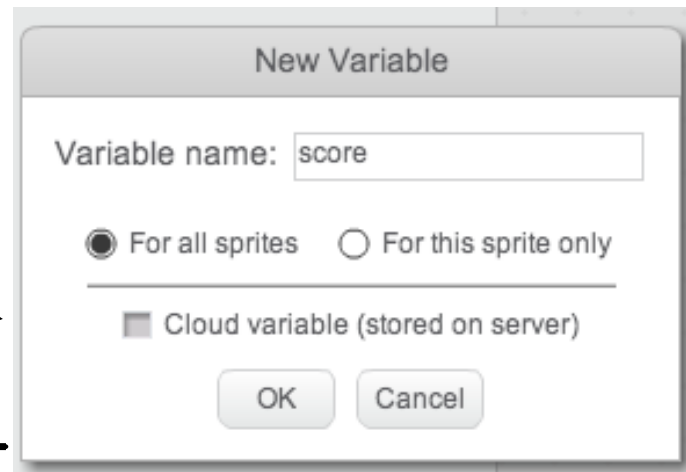 New Variable
Variable name: score
For all sprites For this sprite only
Cloud variable (stored on server)
OK Cancel